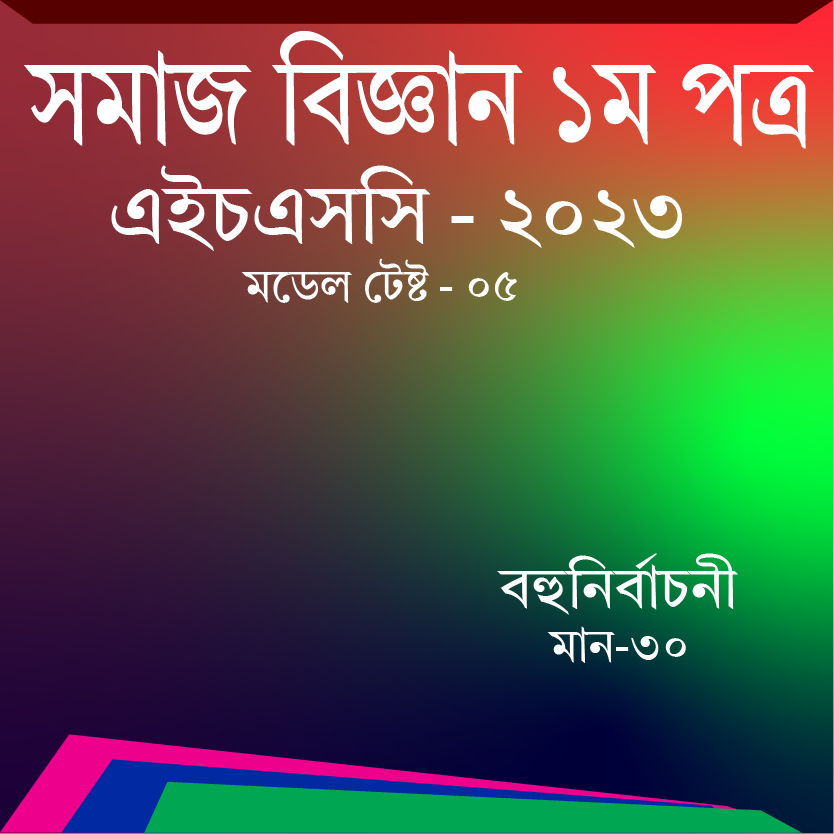 সমাজ বিজ্ঞান ১ম পত্র
এইচএসসি - ২০২৩
মডেল টেষ্ট - ০৫
বহুনির্বাচনী
মান-৩০